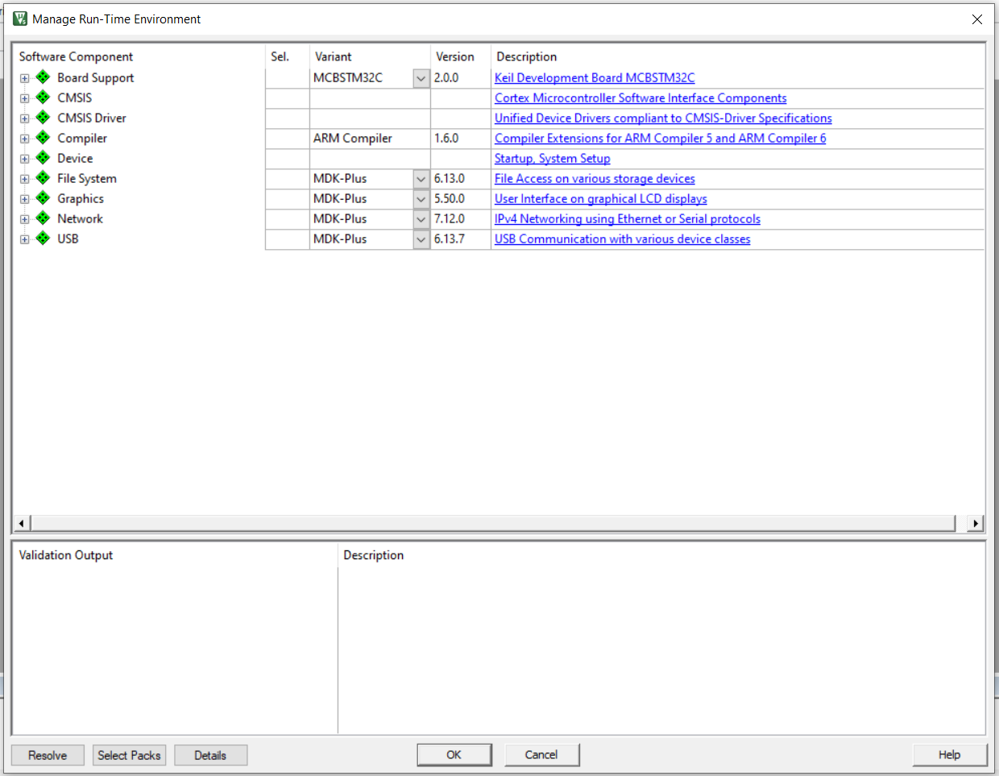 Manage Run-Time Environment
Software Component Sel. Variant Version Description
Board Support MCBSTM32C 2.0.0 Keil Development Board MCBSTM32C
CMSIS Cortex Microcontroller Software Interface Components
CMSIS Driver Unified Device Drivers compliant to CMSIS-Driver Specifications
Compiler ARM Compiler 1.6.0 Compiler Extensions for ARM Compiler 5 and ARM Compiler 6
Device Startup, System Setup
File System MDK-Plus 6.13.0 File Access on various storage devices
Graphics MDK-Plus 5.50.0 User Interface on graphical LCD displays
Network MDK-Plus 7.12.0 IPv4 Networking using Ethernet or Serial protocols
USB MDK-Plus 6.13.7 USB Communication with various device classes
Validation Output Description
Resolve Select Packs Details OK Cancel Help